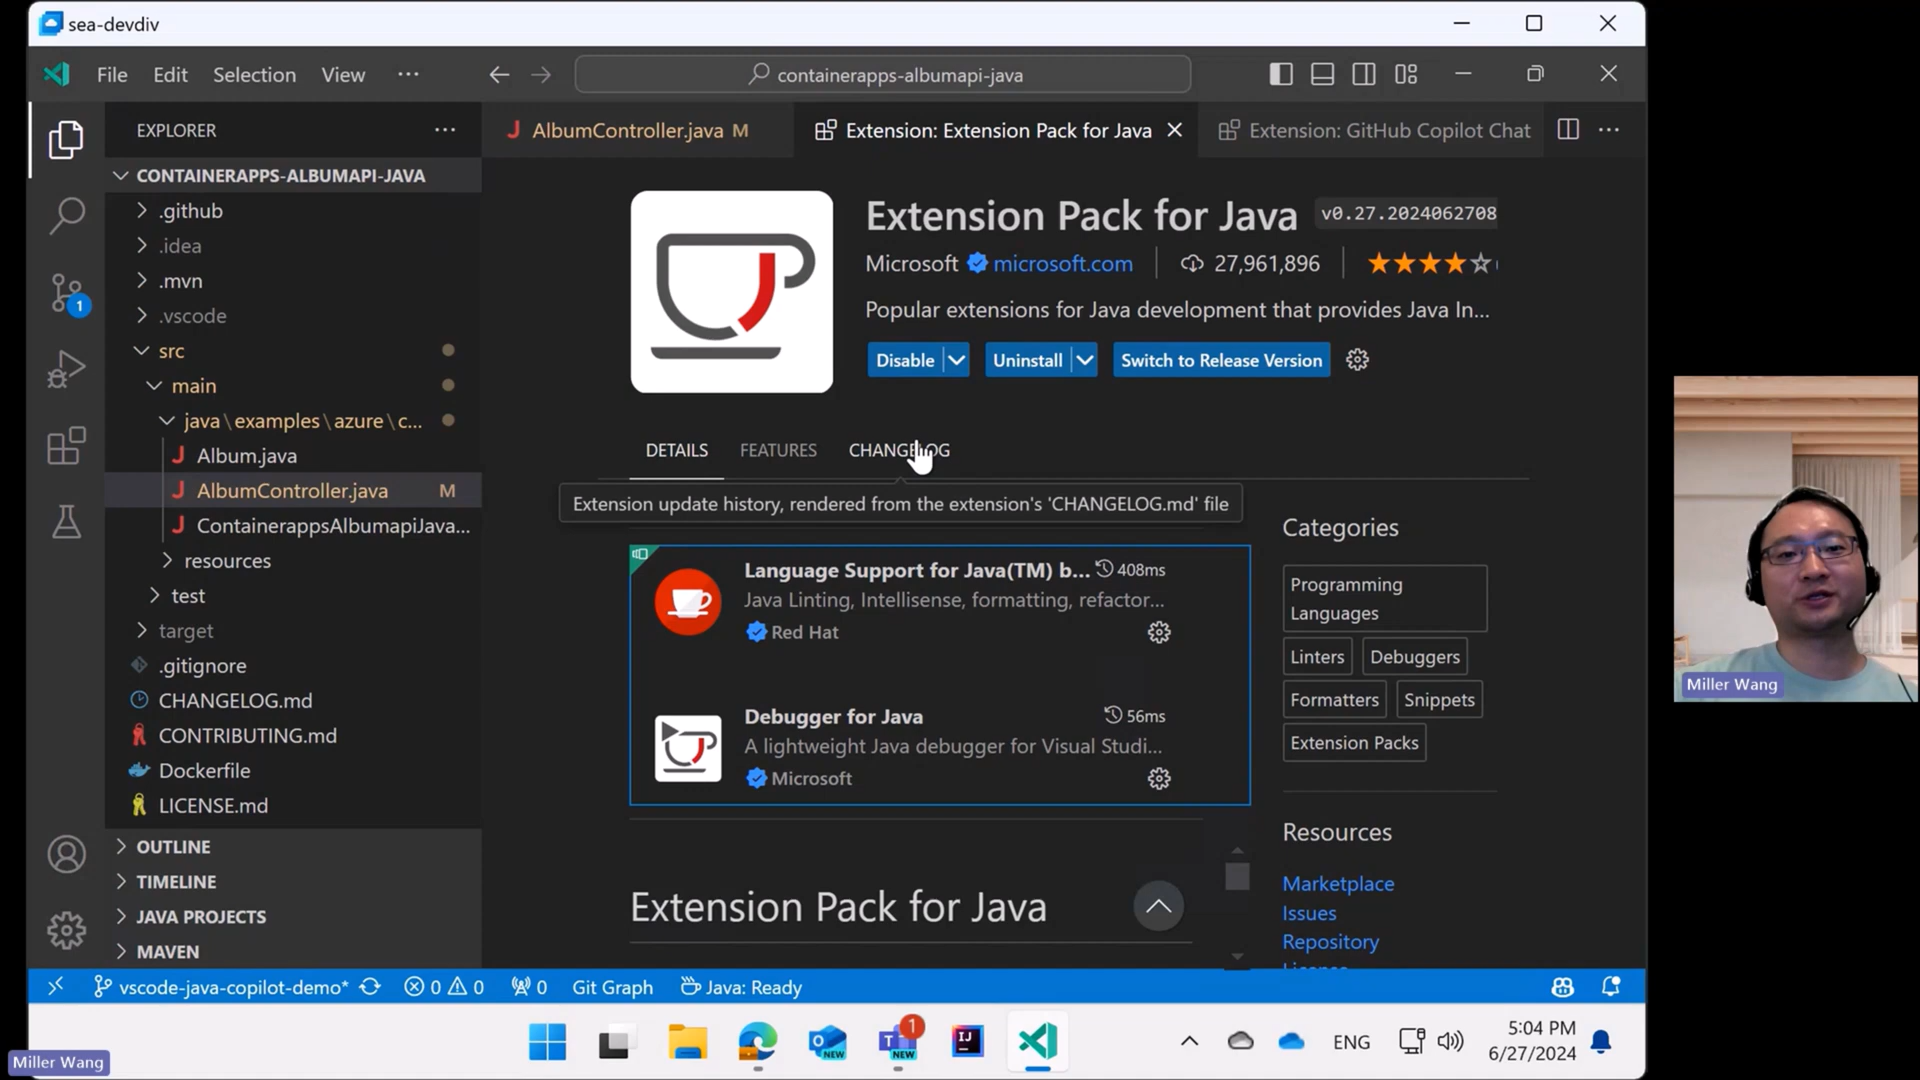 sea-devdiv
File Edit Selection View ···
containerapps-albumapi-java
EXPLORER
CONTAINERAPPS-ALBUMAPI-JAVA
.github
.idea
.mvn
.vscode
src
main
java\examples\azure\c...
Album.java
AlbumController.java M
ContainerappsAlbumapiJava...
resources
test
target
.gitignore
CHANGELOG.md
CONTRIBUTING.md
Dockerfile
LICENSE.md
OUTLINE
TIMELINE
JAVA PROJECTS
MAVEN
1
AlbumController.java M
Extension: Extension Pack for Java
Extension: GitHub Copilot Chat
Extension Pack for Java v0.27.2024062708
Microsoft microsoft.com 27,961,896
Popular extensions for Java development that provides Java In...
Disable Uninstall Switch to Release Version
DETAILS FEATURES CHANGELOG
Extension update history, rendered from the extension's 'CHANGELOG.md' file
Language Support for Java(TM) b... 408ms
Java Linting, Intellisense, formatting, refactor...
Red Hat
Debugger for Java 56ms
A lightweight Java debugger for Visual Studi...
Microsoft
Extension Pack for Java
Categories
Programming
Languages
Linters Debuggers
Formatters Snippets
Extension Packs
Resources
Marketplace
Issues
Repository
vscode-java-copilot-demo* 0 0 0 Git Graph Java: Ready
NEW
1
NEW
IJ
ENG
5:04 PM
6/27/2024
Miller Wang
Miller Wang